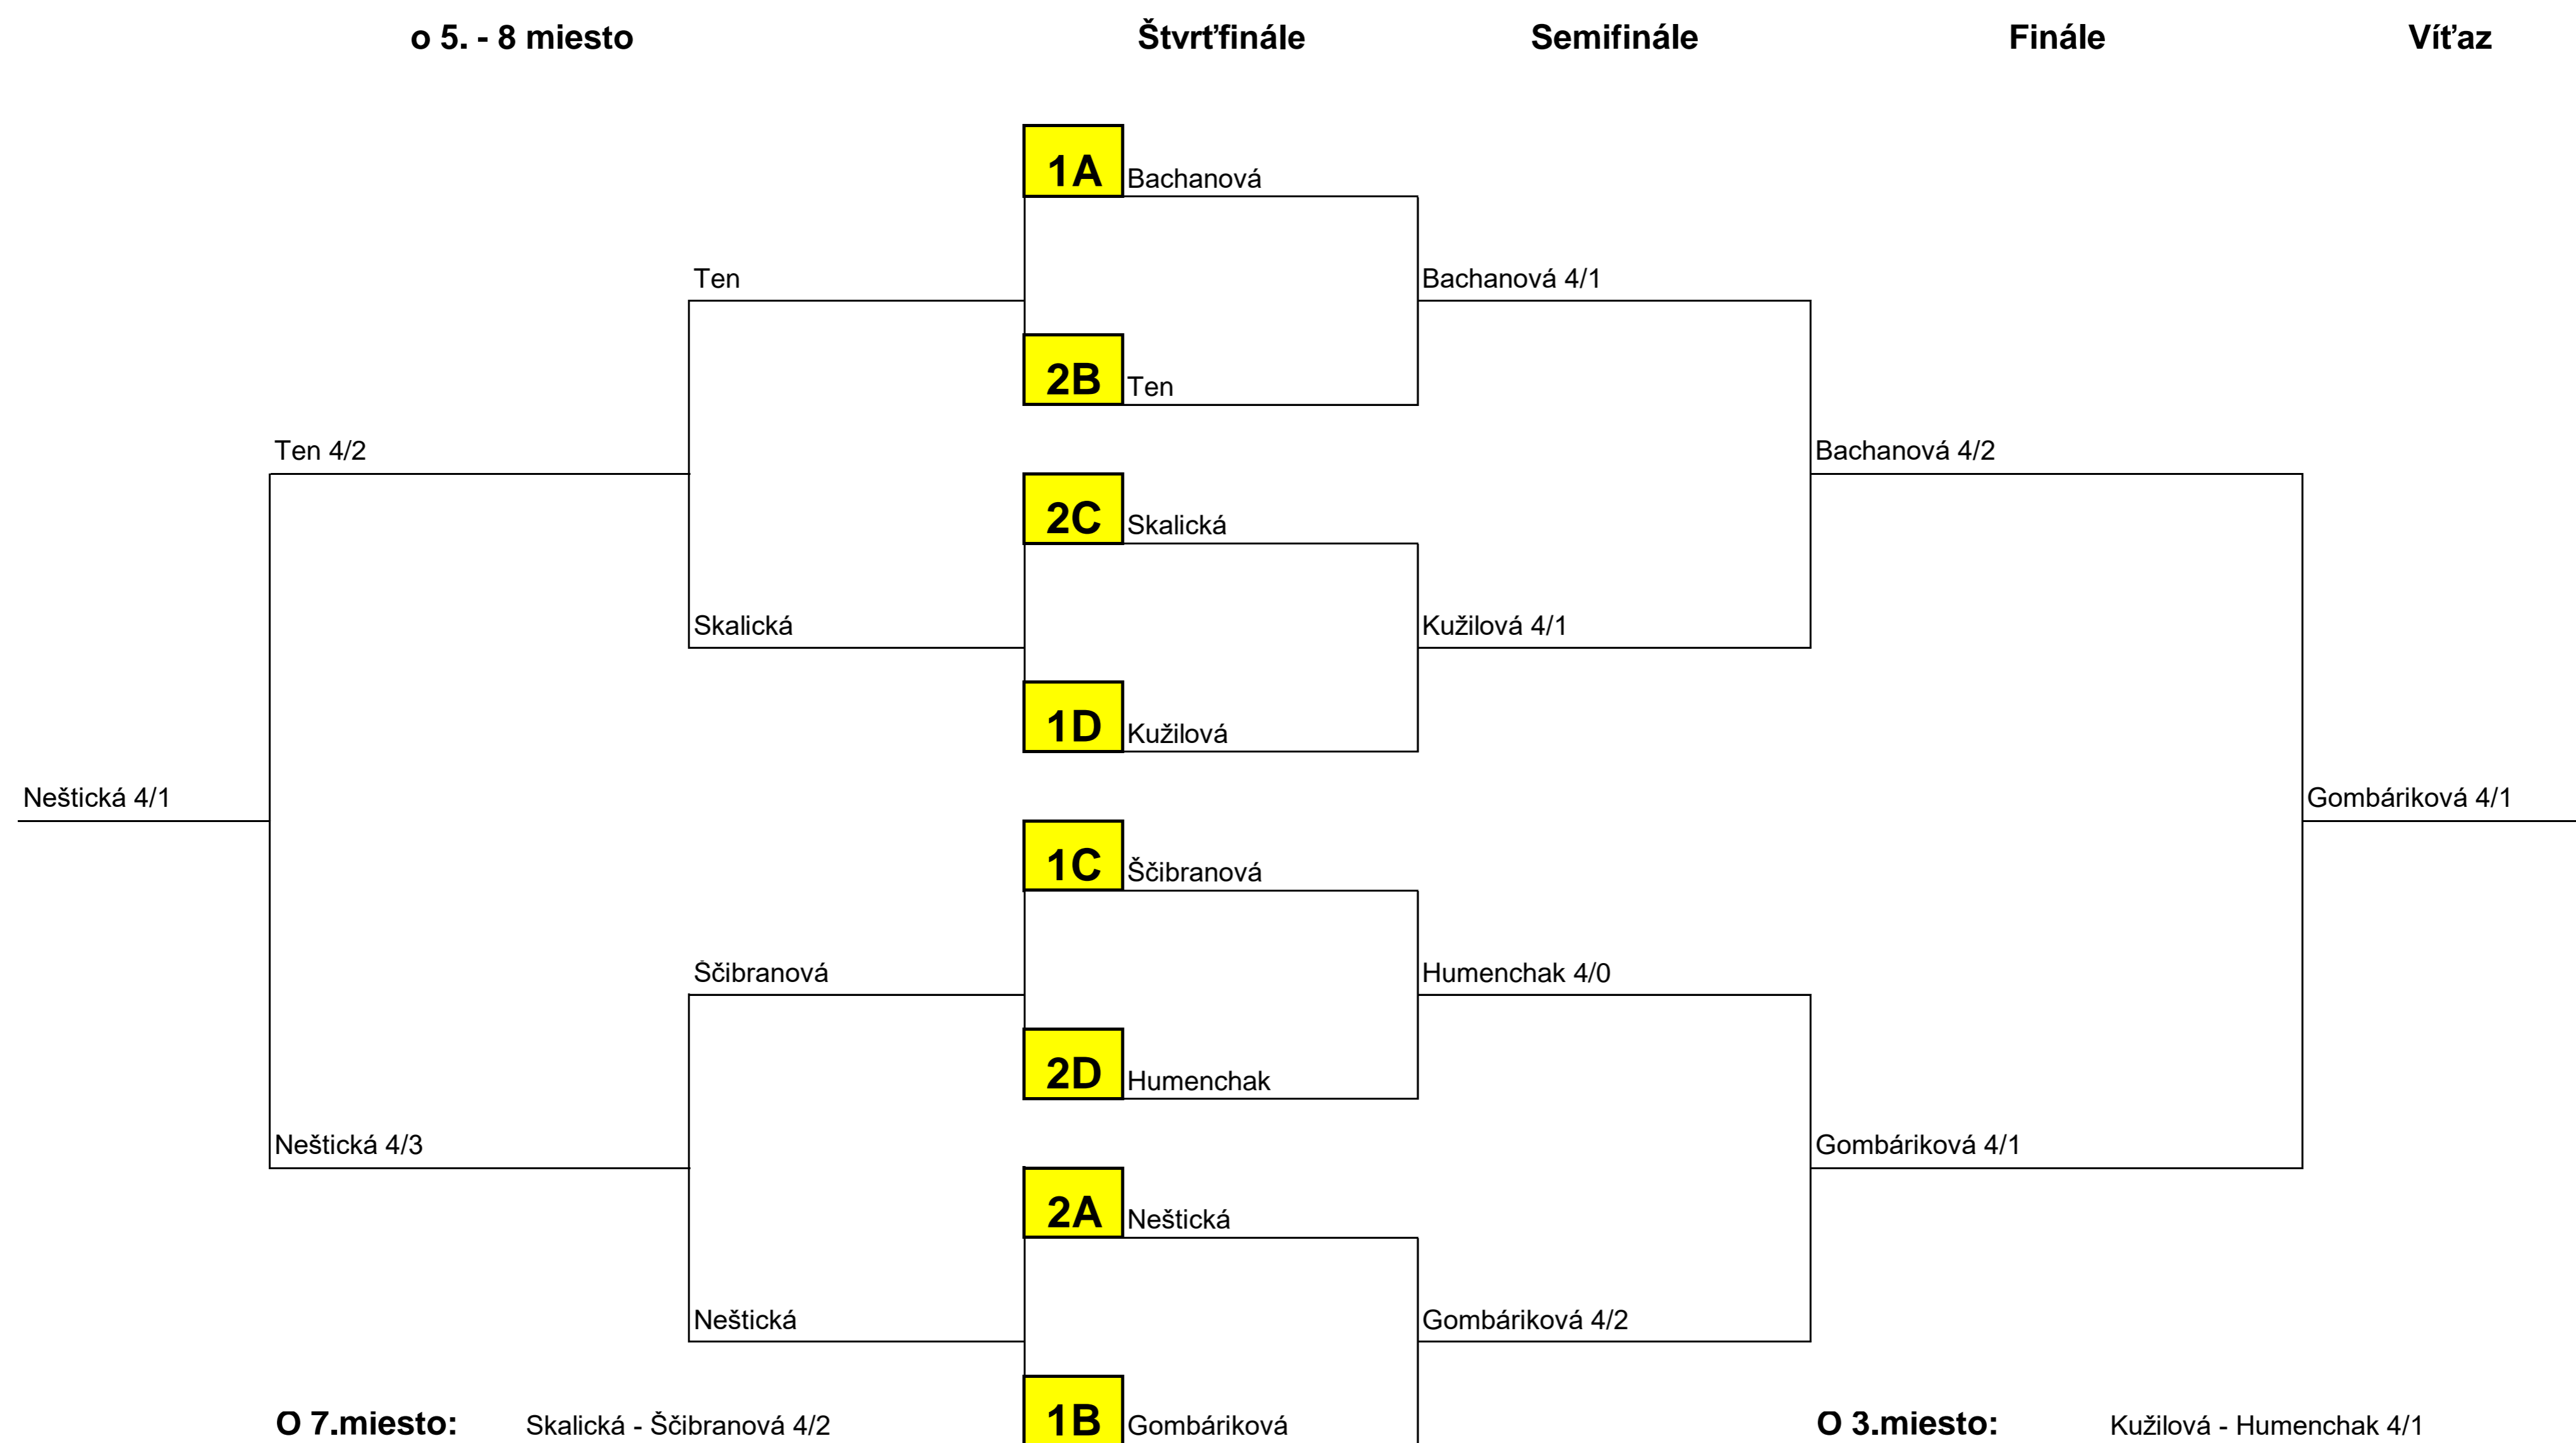 o 5. - 8 miesto Štvrťfinále Semifinále Finále Víťaz
1A Bachanová
Ten Bachanová 4/1
2B Ten
Ten 4/2 Bachanová 4/2
2C Skalická
Skalická Kužilová 4/1
1D Kužilová
Neštická 4/1 Gombáriková 4/1
1C Ščibranová
Ščibranová Humenchak 4/0
2D Humenchak
Neštická 4/3 Gombáriková 4/1
2A Neštická
Neštická Gombáriková 4/2
O 7.miesto: Skalická - Ščibranová 4/2 1B Gombáriková O 3.miesto: Kužilová - Humenchak 4/1